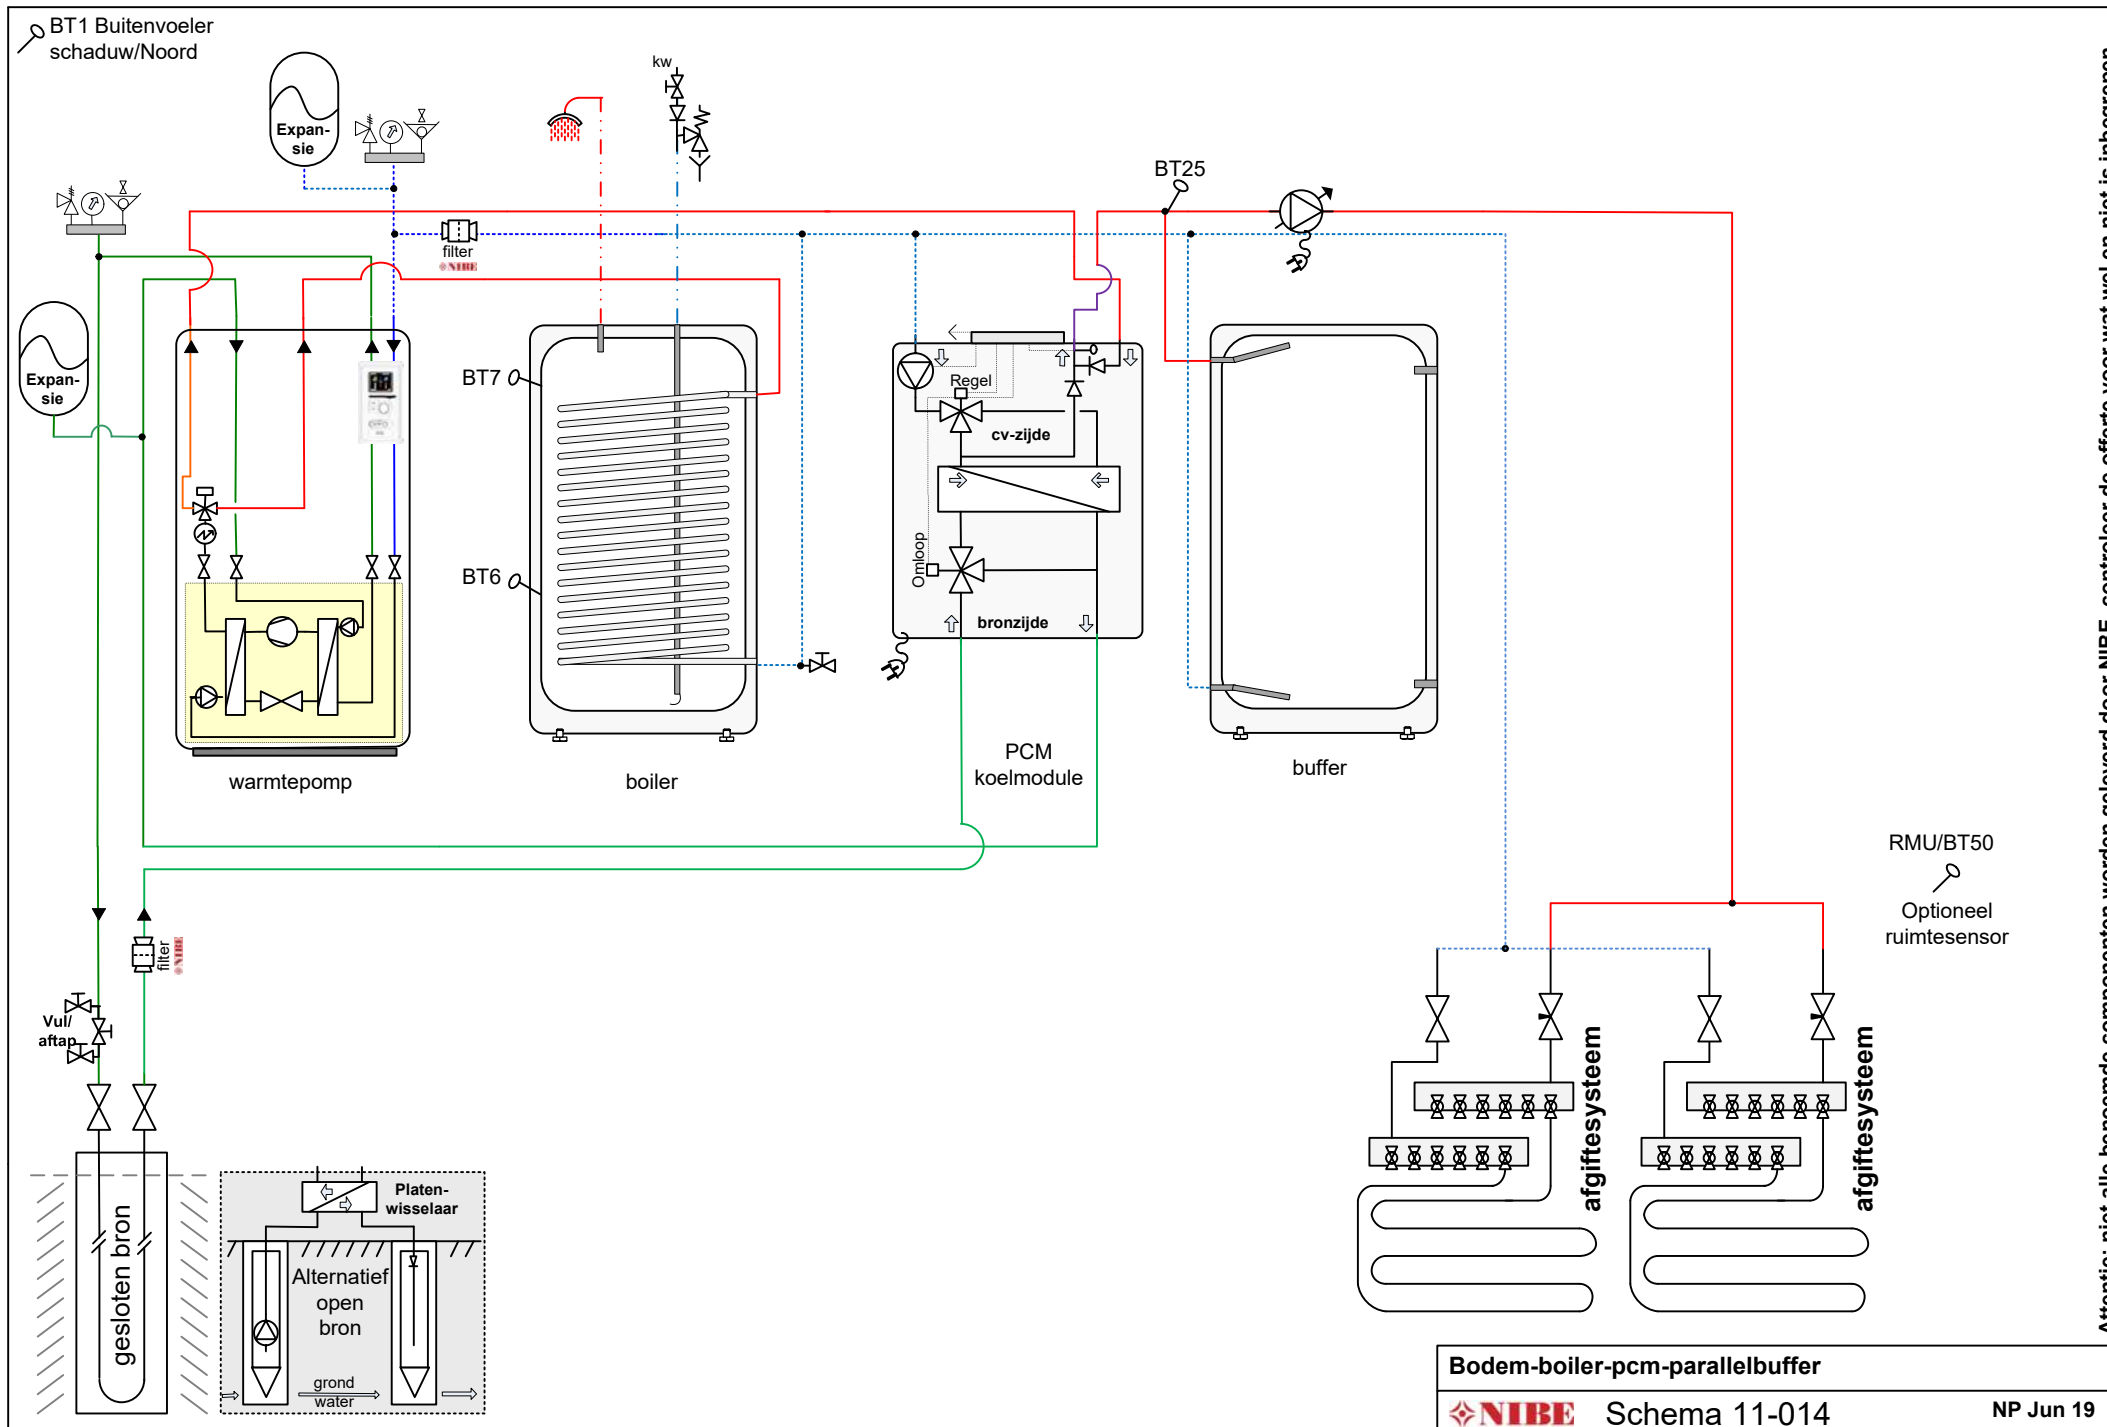 BT1 Buitenvoeler
schaduw/Noord
Expan-
sie
kw
BT25
filter
NIBE
Expan-
sie
BT7
BT6
Regel
cv-zijde
Omloop
bronzijde
warmtepomp
boiler
PCM
koelmodule
buffer
RMU/BT50
Optioneel
ruimtesensor
filter
NIBE
Vul/
aftap
afgiftesysteem
afgiftesysteem
gesloten bron
Platen-
wisselaar
Alternatief
open
bron
grond
water
Bodem-boiler-pcm-parallelbuffer
NIBE Schema 11-014 NP Jun 19